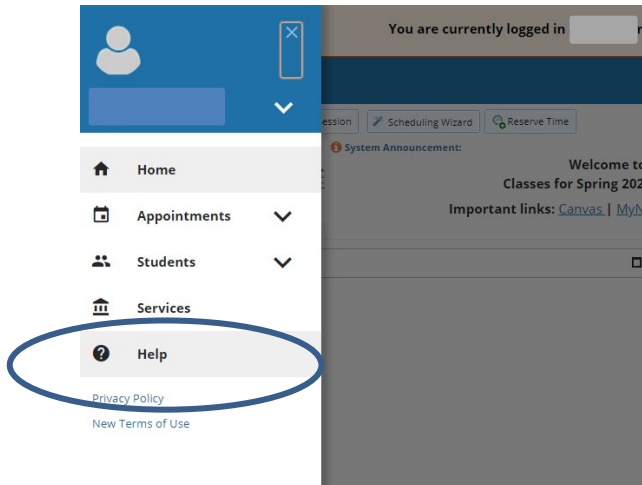 You are currently logged in
ession Scheduling Wizard Reserve Time
System Announcement:
Welcome to
Classes for Spring 202
Important links: Canvas | MyN
Home
Appointments
Students
Services
Help
Privacy Policy
New Terms of Use